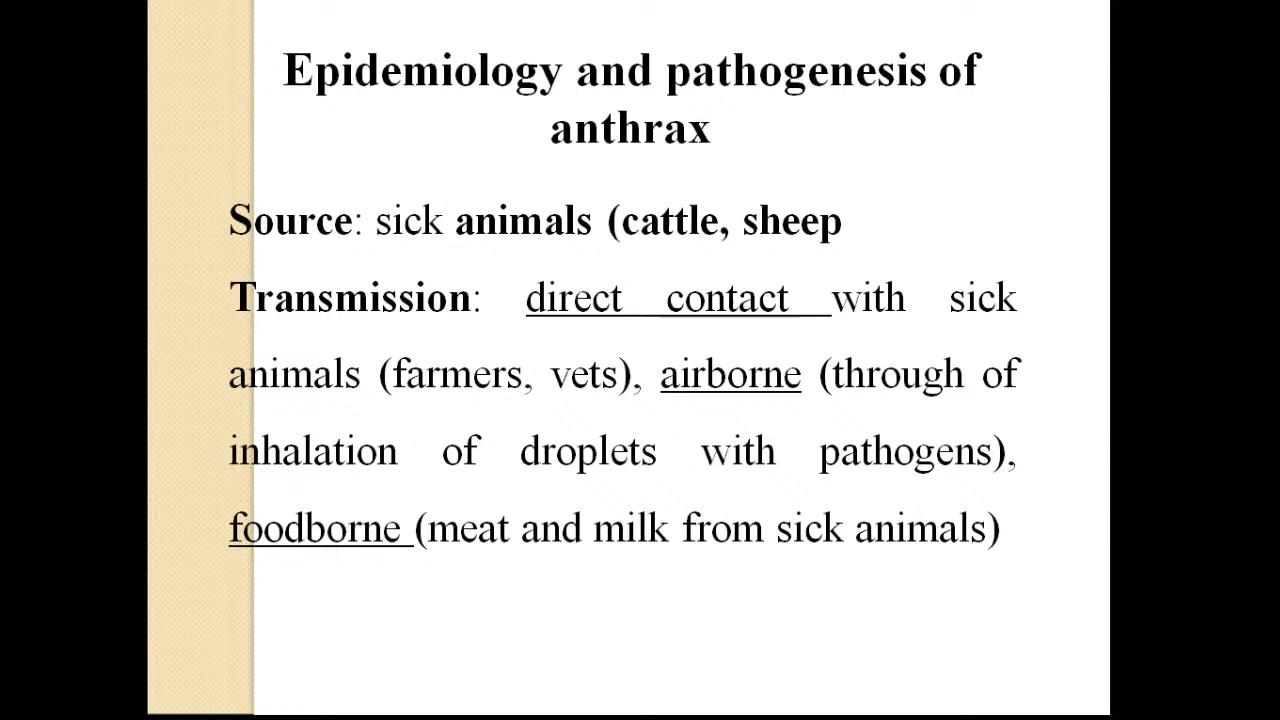 Epidemiology and pathogenesis of
anthrax
Source: sick animals (cattle, sheep
Transmission: direct contact with sick
animals (farmers, vets), airborne (through of
inhalation of droplets with pathogens),
foodborne (meat and milk from sick animals)